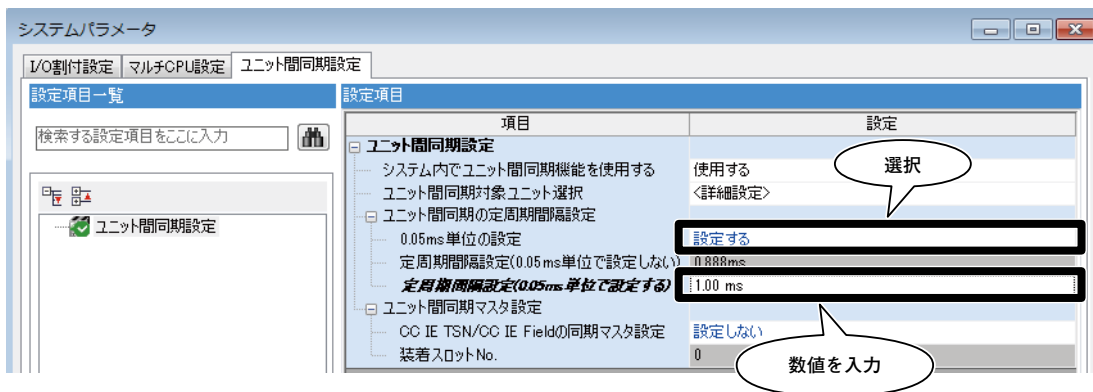 システムパラメータ
I/O割付設定 マルチCPU設定 ユニット間同期設定
設定項目一覧
検索する設定項目をここに入力
ユニット間同期設定
設定項目
項目 設定
ユニット間同期設定
システム内でユニット間同期機能を使用する 使用する
選択
ユニット間同期対象ユニット選択 <詳細設定>
ユニット間同期の定周期間隔設定
0.05ms単位の設定 設定する
定周期間隔設定(0.05ms単位で設定しない) 0.888ms
定周期間隔設定(0.05ms単位で設定する) 1.00 ms
ユニット間同期マスタ設定
CC IE TSN/CC IE Fieldの同期マスタ設定 設定しない
装着スロットNo. 0
数値を入力